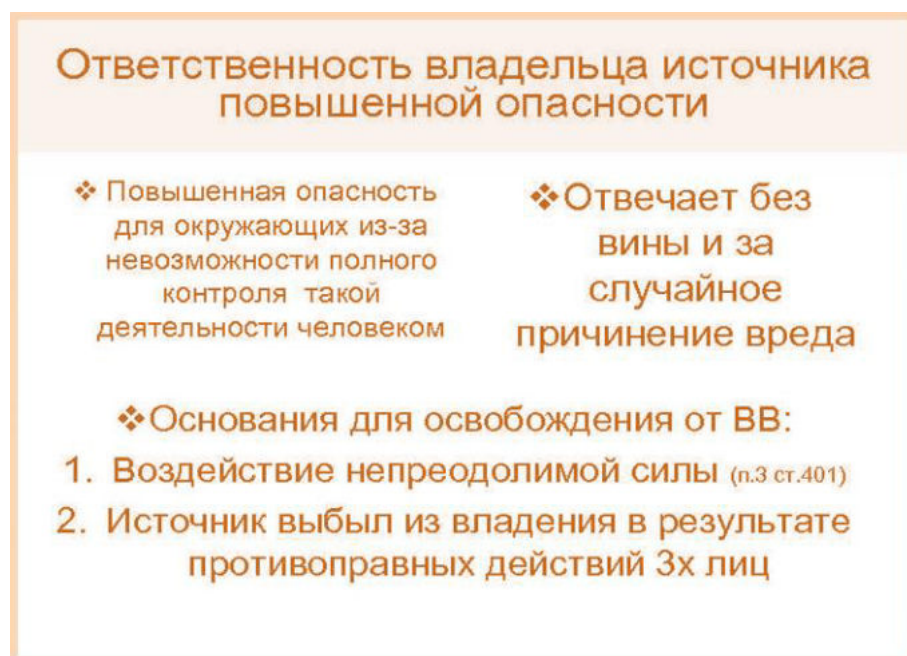 Ответственность владельца источника
повышенной опасности
❖ Повышенная опасность
для окружающих из-за
невозможности полного
контроля такой
деятельности человеком
❖Отвечает без
вины и за
случайное
причинение вреда
❖Основания для освобождения от ВВ:
1. Воздействие непреодолимой силы (п.3 ст.401)
2. Источник выбыл из владения в результате
противоправных действий 3х лиц